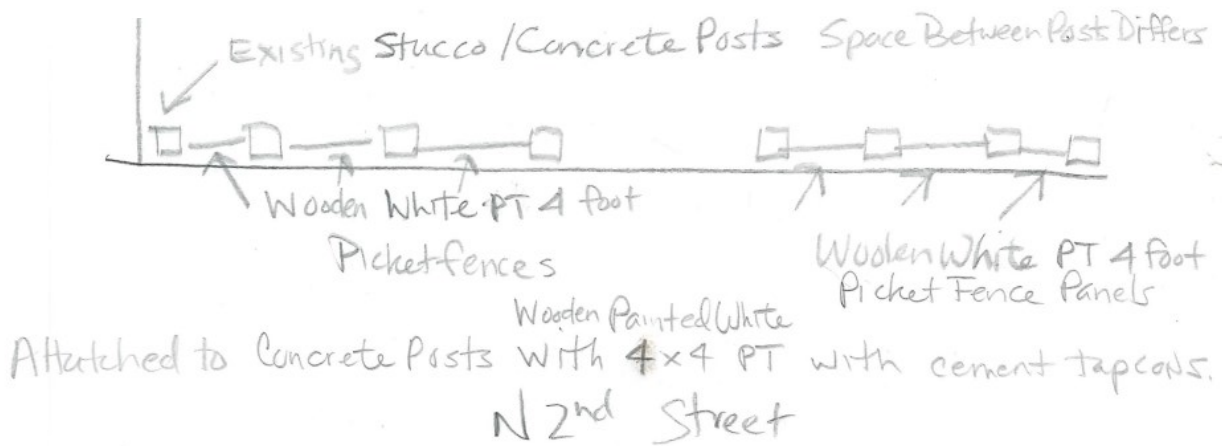 Existing Stucco/Concrete Posts Space Between Post Differs
Wooden White PT 4 foot
Picket fences
Wooden White PT 4 foot
Picket Fence Panels
Wooden Painted White
Attatched to Concrete Posts with 4x4 PT with cement tapcons.
N 2nd Street